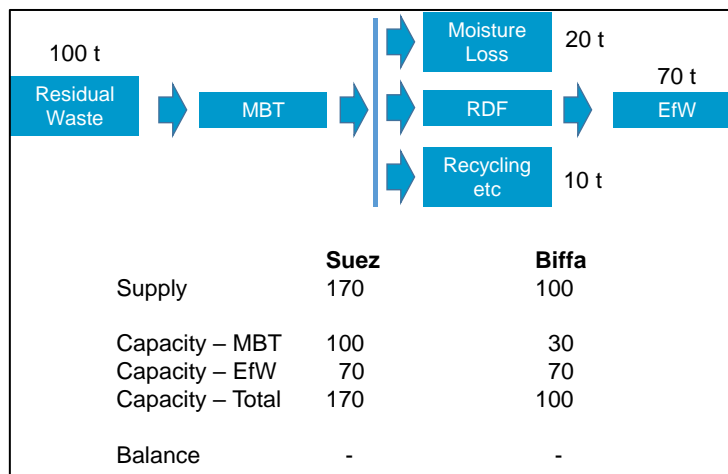 100 t
Residual
Waste
MBT
Moisture
Loss
20 t
RDF
70 t
EfW
Recycling
etc
10 t
Suez Biffa
Supply 170 100
Capacity – MBT 100 30
Capacity – EfW 70 70
Capacity – Total 170 100
Balance - -